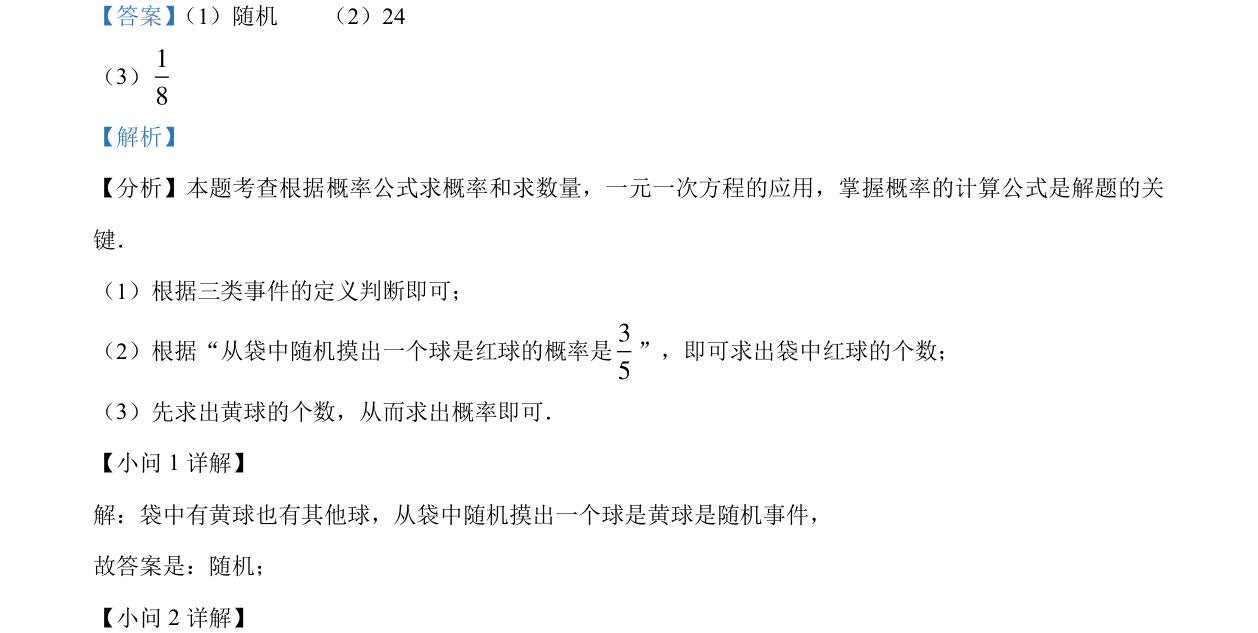 【答案】（1）随机 （2）24
（3）1/8
【解析】
【分析】本题考查根据概率公式求概率和求数量，一元一次方程的应用，掌握概率的计算公式是解题的关
键．
（1）根据三类事件的定义判断即可；
（2）根据“从袋中随机摸出一个球是红球的概率是3/5”，即可求出袋中红球的个数；
（3）先求出黄球的个数，从而求出概率即可．
【小问 1 详解】
解：袋中有黄球也有其他球，从袋中随机摸出一个球是黄球是随机事件，
故答案是：随机；
【小问 2 详解】